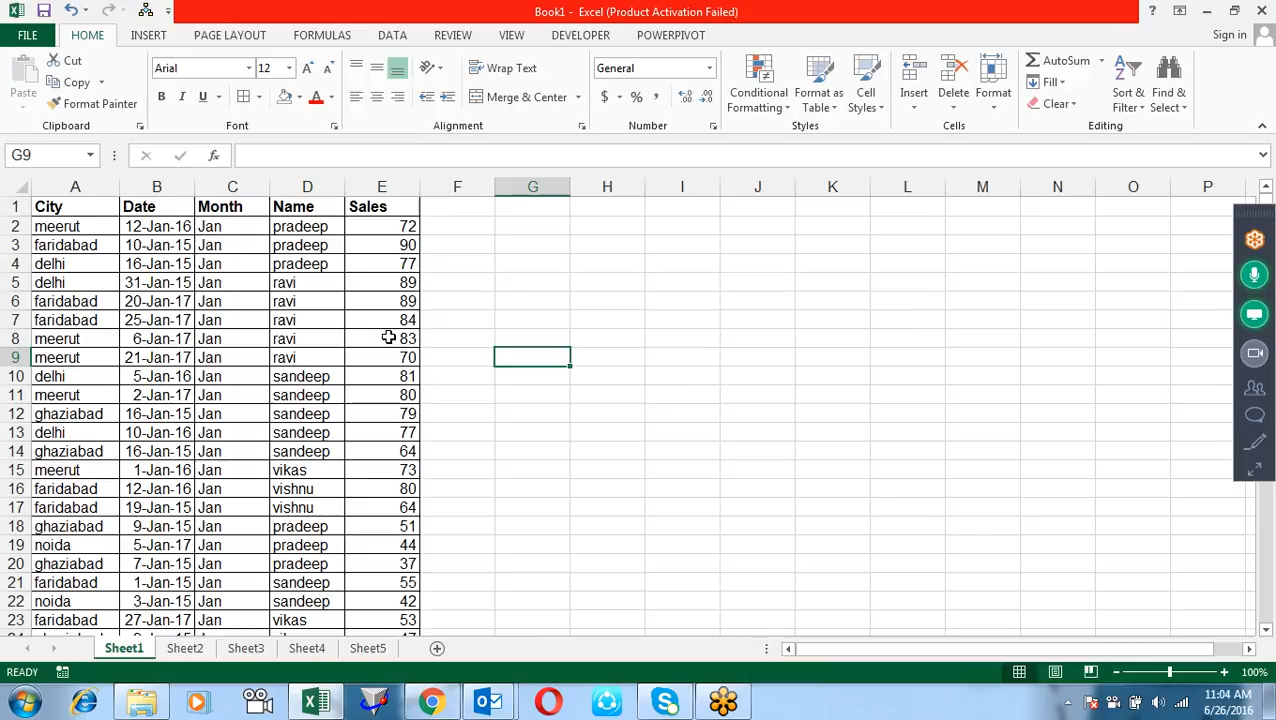 Book1 - Excel (Product Activation Failed)
FILE HOME INSERT PAGE LAYOUT FORMULAS DATA REVIEW VIEW DEVELOPER POWERPIVOT Sign in
Cut
Copy
Format Painter
Paste
Clipboard
Arial 12
B I U
Font
Wrap Text
Merge & Center
Alignment
General
$ % ,
Number
Conditional Formatting
Format as Table
Cell Styles
Styles
Insert
Delete
Format
Cells
AutoSum
Fill
Clear
Sort & Filter
Find & Select
Editing
G9
A B C D E F G H I J K L M N O P
1 City Date Month Name Sales
2 meerut 12-Jan-16 Jan pradeep 72
3 faridabad 10-Jan-15 Jan pradeep 90
4 delhi 16-Jan-15 Jan pradeep 77
5 delhi 31-Jan-15 Jan ravi 89
6 faridabad 20-Jan-17 Jan ravi 89
7 faridabad 25-Jan-17 Jan ravi 84
8 meerut 6-Jan-17 Jan ravi 83
9 meerut 21-Jan-17 Jan ravi 70
10 delhi 5-Jan-16 Jan sandeep 81
11 meerut 2-Jan-17 Jan sandeep 80
12 ghaziabad 16-Jan-15 Jan sandeep 79
13 delhi 10-Jan-16 Jan sandeep 77
14 ghaziabad 16-Jan-15 Jan sandeep 64
15 meerut 1-Jan-16 Jan vikas 73
16 faridabad 12-Jan-16 Jan vishnu 80
17 faridabad 19-Jan-15 Jan vishnu 64
18 ghaziabad 9-Jan-15 Jan pradeep 51
19 noida 5-Jan-17 Jan pradeep 44
20 ghaziabad 7-Jan-15 Jan pradeep 37
21 faridabad 1-Jan-15 Jan sandeep 55
22 noida 3-Jan-15 Jan sandeep 42
23 faridabad 27-Jan-17 Jan vikas 53
Sheet1 Sheet2 Sheet3 Sheet4 Sheet5
READY 100%
11:04 AM
6/26/2016